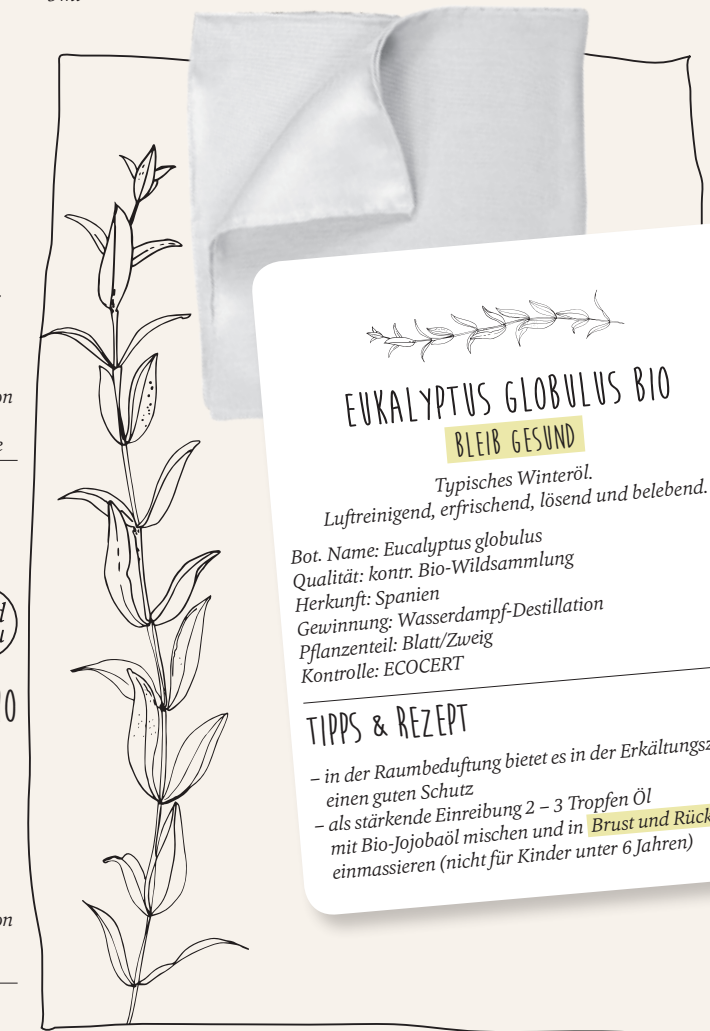 EUKALYPTUS GLOBULUS BIO
BLEIB GESUND
Typisches Winteröl.
Luftreinigend, erfrischend, lösend und belebend.
Bot. Name: Eucalyptus globulus
Qualität: kontr. Bio-Wildsammlung
Herkunft: Spanien
Gewinnung: Wasserdampf-Destillation
Pflanzenteil: Blatt/Zweig
Kontrolle: ECOCERT
TIPPS & REZEPT
– in der Raumbeduftung bietet es in der Erkältungsz
einen guten Schutz
– als stärkende Einreibung 2 – 3 Tropfen Öl
mit Bio-Jojobaöl mischen und in Brust und Rück
einmassieren (nicht für Kinder unter 6 Jahren)